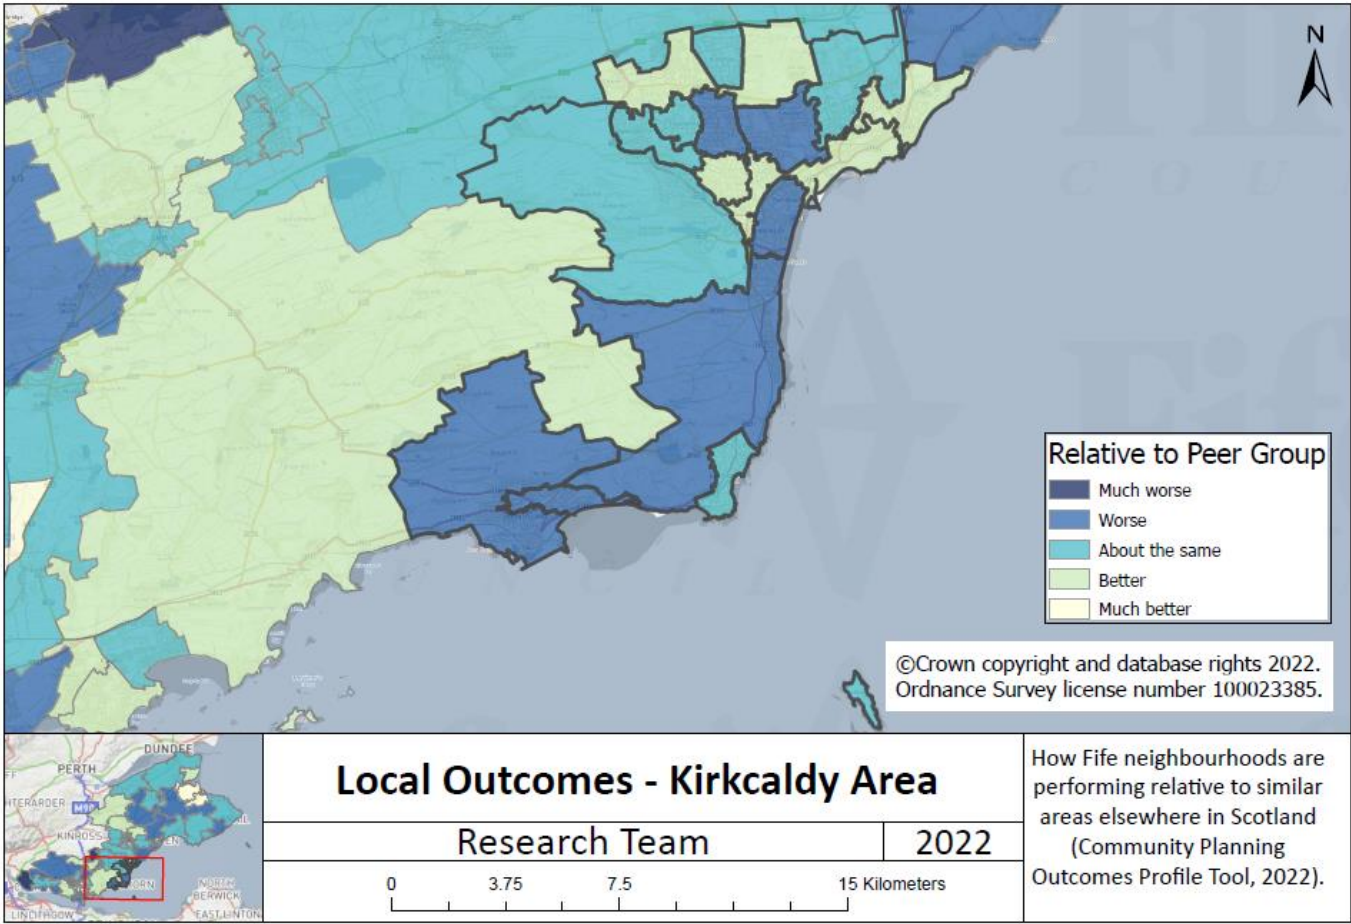 N
Relative to Peer Group
Much worse
Worse
About the same
Better
Much better
©Crown copyright and database rights 2022.
Ordnance Survey license number 100023385.
DUNDEE
PERTH
HTERARDER
M90
KINROSS
NORTH
BERWICK
LINLITHGOW
EAST LINTON
Local Outcomes - Kirkcaldy Area
Research Team
2022
0 3.75 7.5 15 Kilometers
How Fife neighbourhoods are
performing relative to similar
areas elsewhere in Scotland
(Community Planning
Outcomes Profile Tool, 2022).